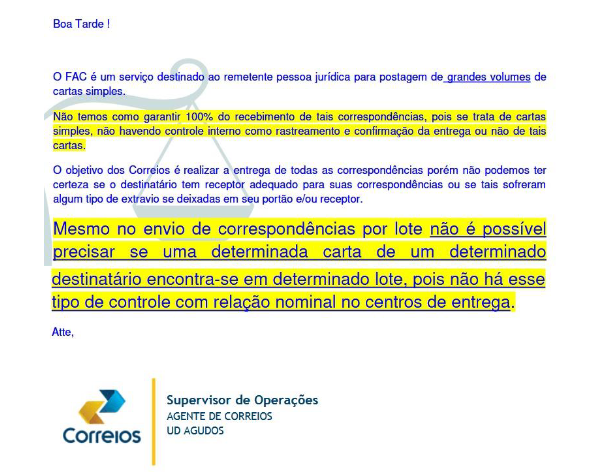 Boa Tarde !
O FAC é um serviço destinado ao remetente pessoa jurídica para postagem de grandes volumes de
cartas simples.
Não temos como garantir 100% do recebimento de tais correspondências, pois se trata de cartas
simples, não havendo controle interno como rastreamento e confirmação da entrega ou não de tais
cartas.
O objetivo dos Correios é realizar a entrega de todas as correspondências porém não podemos ter
certeza se o destinatário tem receptor adequado para suas correspondências ou se tais sofreram
algum tipo de extravio se deixadas em seu portão e/ou receptor.
Mesmo no envio de correspondências por lote não é possível
precisar se uma determinada carta de um determinado
destinatário encontra-se em determinado lote, pois não há esse
tipo de controle com relação nominal no centros de entrega.
Atte,
Correios
Supervisor de Operações
AGENTE DE CORREIOS
UD AGUDOS